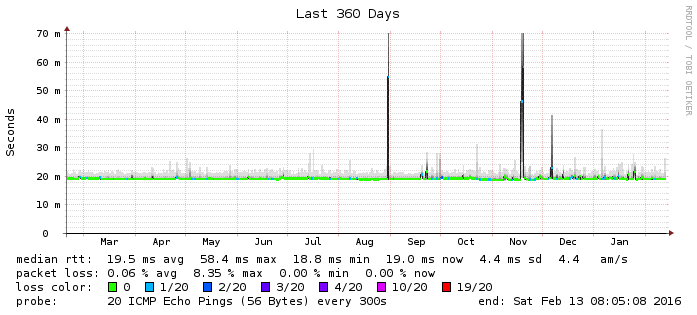 Last 360 Days
RRDTOOL / TOBI OETIKER
Seconds
70 m
60 m
50 m
40 m
30 m
20 m
10 m
0
Mar Apr May Jun Jul Aug Sep Oct Nov Dec Jan
median rtt: 19.5 ms avg 58.4 ms max 18.8 ms min 19.0 ms now 4.4 ms sd 4.4 am/s
packet loss: 0.06 % avg 8.35 % max 0.00 % min 0.00 % now
loss color: 0 1/20 2/20 3/20 4/20 10/20 19/20
probe: 20 ICMP Echo Pings (56 Bytes) every 300s end: Sat Feb 13 08:05:08 2016